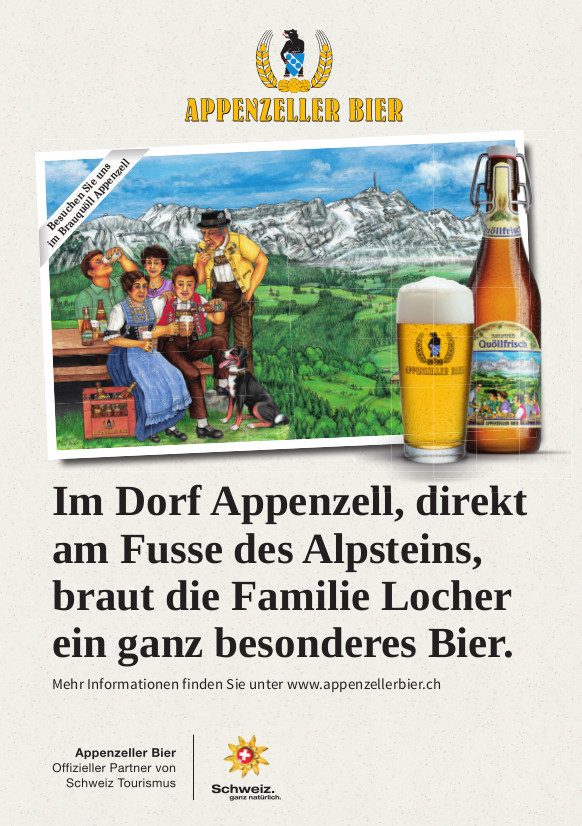 APPENZELLER BIER
Besuchen Sie uns
im Brauquöll Appenzell
Quöllfrisch
Quöllfrisch
APPENZELLER BIER
APPENZELLER BIER
Im Dorf Appenzell, direkt
am Fusse des Alpsteins,
braut die Familie Locher
ein ganz besonderes Bier.
Mehr Informationen finden Sie unter www.appenzellerbier.ch
Appenzeller Bier
Offizieller Partner von
Schweiz Tourismus
Schweiz.
ganz natürlich.